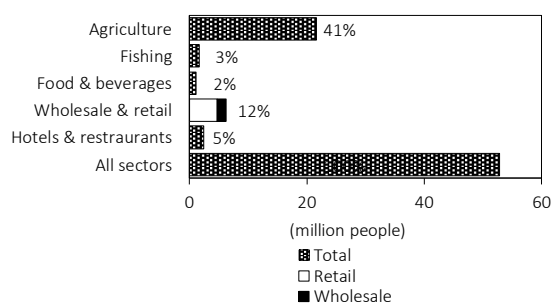 Agriculture 41%
Fishing 3%
Food & beverages 2%
Wholesale & retail 12%
Hotels & restraurants 5%
All sectors
0 20 40 60
(million people)
Total
Retail
Wholesale